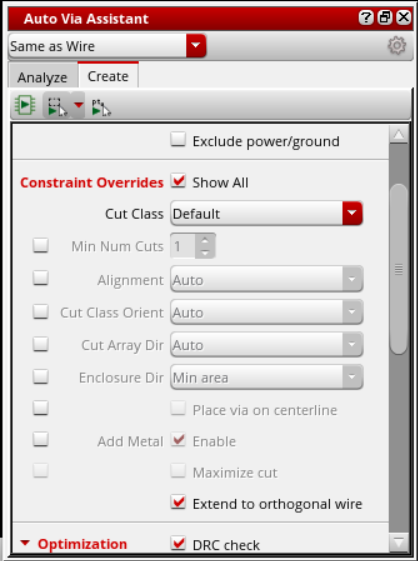 Auto Via Assistant
Same as Wire
Analyze Create
Exclude power/ground
Constraint Overrides Show All
Cut Class Default
Min Num Cuts 1
Alignment Auto
Cut Class Orient Auto
Cut Array Dir Auto
Enclosure Dir Min area
Place via on centerline
Add Metal Enable
Maximize cut
Extend to orthogonal wire
Optimization DRC check